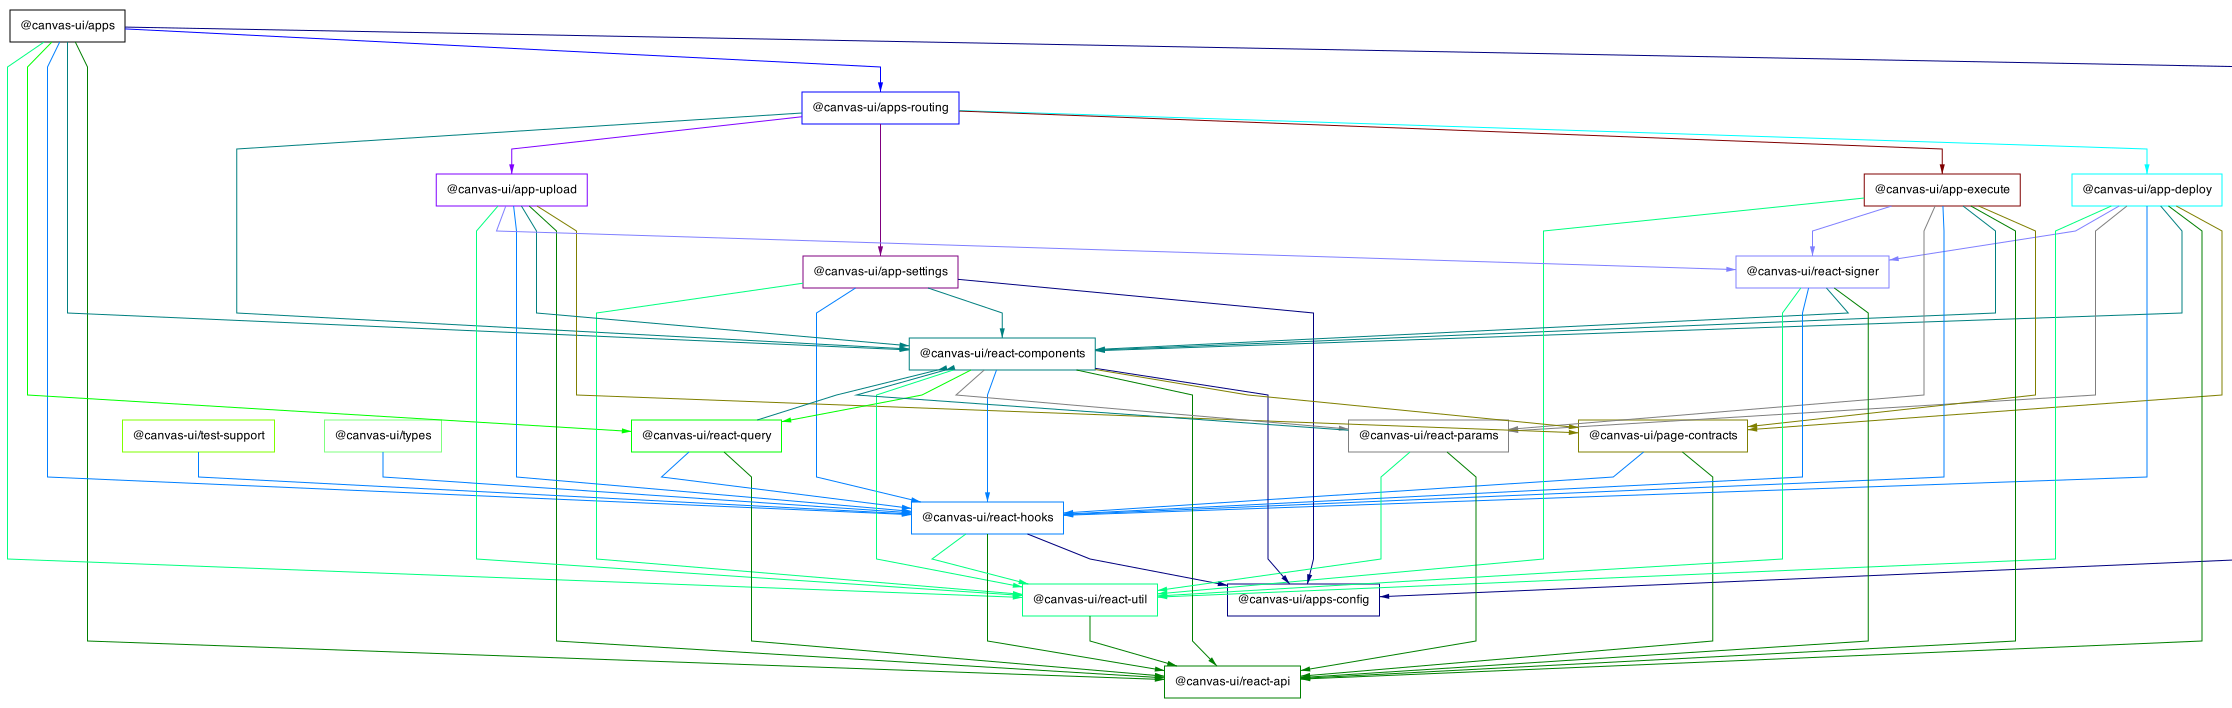 @canvas-ui/apps
@canvas-ui/apps-routing
@canvas-ui/app-upload
@canvas-ui/app-execute
@canvas-ui/app-deploy
@canvas-ui/app-settings
@canvas-ui/react-signer
@canvas-ui/react-components
@canvas-ui/test-support
@canvas-ui/types
@canvas-ui/react-query
@canvas-ui/react-params
@canvas-ui/page-contracts
@canvas-ui/react-hooks
@canvas-ui/react-util
@canvas-ui/apps-config
@canvas-ui/react-api